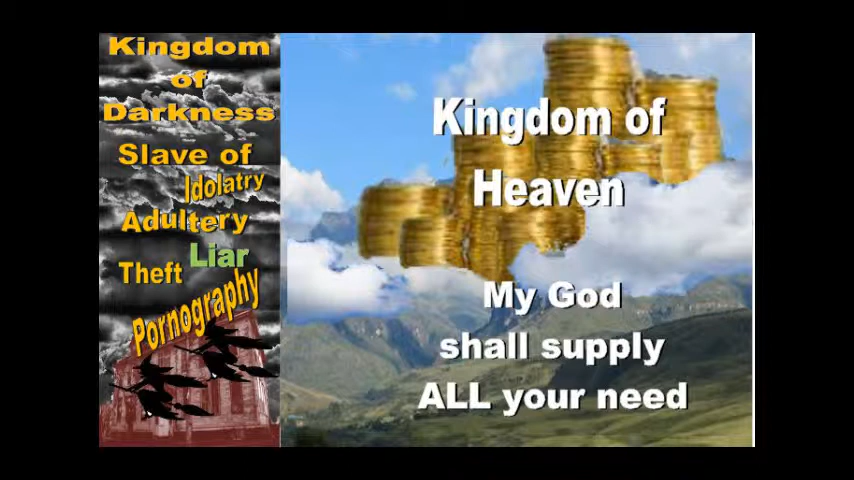 Kingdom
of
Darkness
Slave of
Idolatry
Adultery
Liar
Theft
Pornography
Kingdom of
Heaven
My God
shall supply
ALL your need